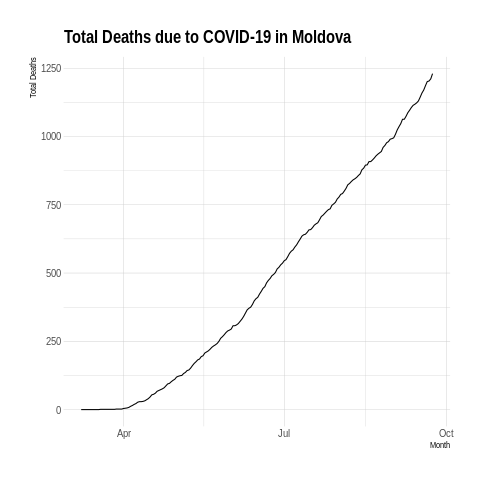 Total Deaths due to COVID-19 in Moldova
Total Deaths
1250
1000
750
500
250
0
Apr
Jul
Oct
Month